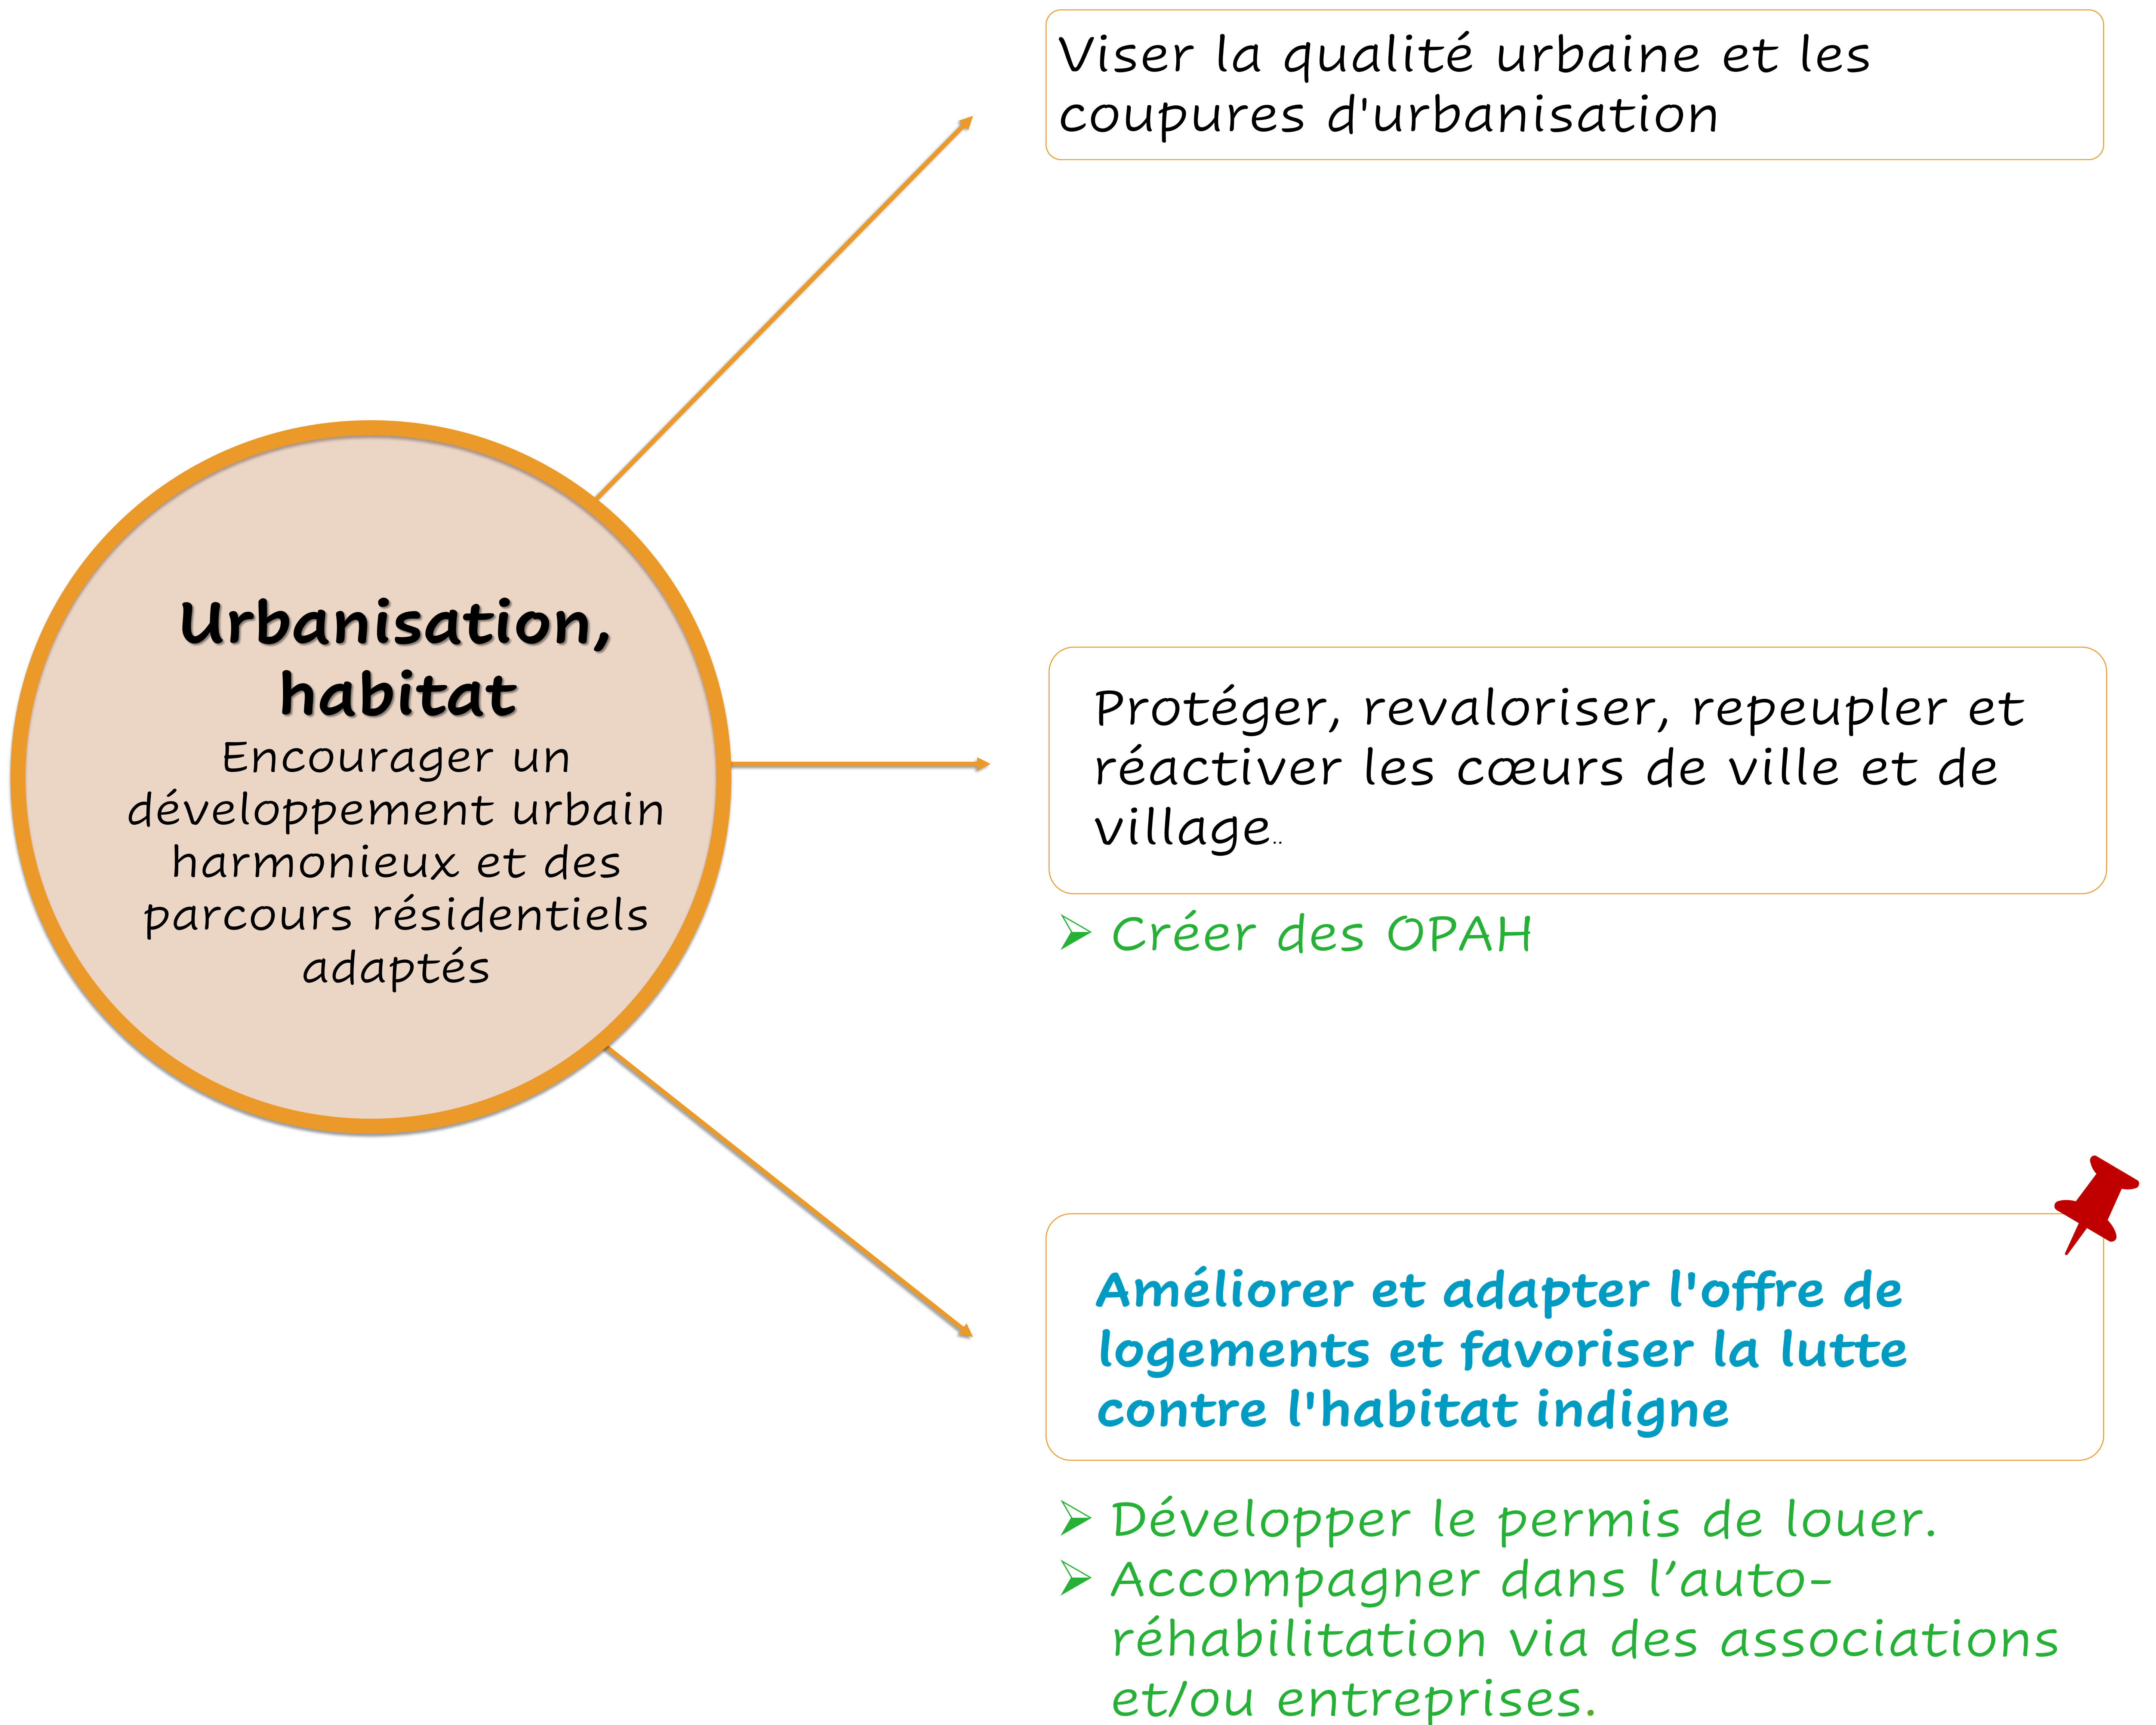 Viser la qualité urbaine et les
coupures d'urbanisation
Urbanisation,
habitat
Encourager un
développement urbain
harmonieux et des
parcours résidentiels
adaptés
Protéger, revaloriser, repeupler et
réactiver les cœurs de ville et de
village..
➢ Créer des OPAH
Améliorer et adapter l'offre de
logements et favoriser la lutte
contre l'habitat indigne
➢ Développer le permis de louer.
➢ Accompagner dans l’auto-
réhabilitation via des associations
et/ou entreprises.